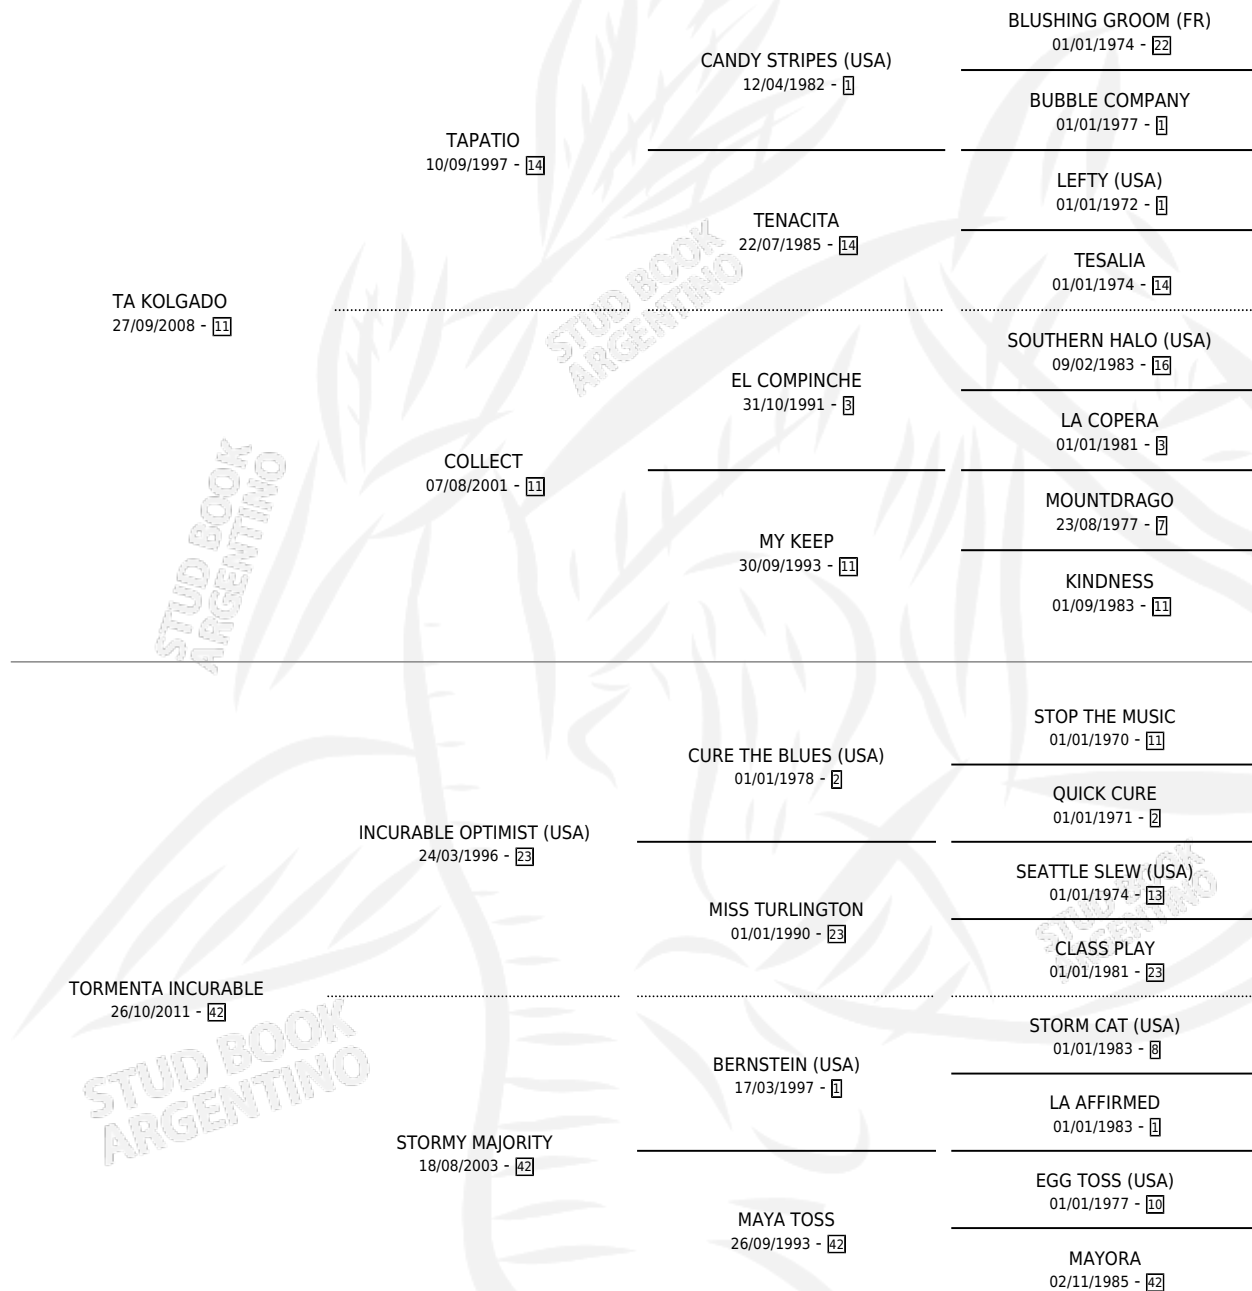 BLUSHING GROOM (FR)
01/01/1974 - 22
CANDY STRIPES (USA)
12/04/1982 - 1
BUBBLE COMPANY
01/01/1977 - 1
TAPATIO
10/09/1997 - 14
LEFTY (USA)
01/01/1972 - 1
TENACITA
22/07/1985 - 14
TESALIA
01/01/1974 - 14
TA KOLGADO
27/09/2008 - 11
SOUTHERN HALO (USA)
09/02/1983 - 16
EL COMPINCHE
31/10/1991 - 3
LA COPERA
01/01/1981 - 3
COLLECT
07/08/2001 - 11
MOUNTDRAGO
23/08/1977 - 7
MY KEEP
30/09/1993 - 11
KINDNESS
01/09/1983 - 11
STOP THE MUSIC
01/01/1970 - 11
CURE THE BLUES (USA)
01/01/1978 - 2
QUICK CURE
01/01/1971 - 2
INCURABLE OPTIMIST (USA)
24/03/1996 - 23
SEATTLE SLEW (USA)
01/01/1974 - 13
MISS TURLINGTON
01/01/1990 - 23
CLASS PLAY
01/01/1981 - 23
TORMENTA INCURABLE
26/10/2011 - 42
STORM CAT (USA)
01/01/1983 - 8
BERNSTEIN (USA)
17/03/1997 - 1
LA AFFIRMED
01/01/1983 - 1
STORMY MAJORITY
18/08/2003 - 42
EGG TOSS (USA)
01/01/1977 - 10
MAYA TOSS
26/09/1993 - 42
MAYORA
02/11/1985 - 42
STUD BOOK
ARGENTINO
STUD BOOK
ARGENTINO
STUD BOOK
ARGENTINO
STUD BOOK
ARGENTINO